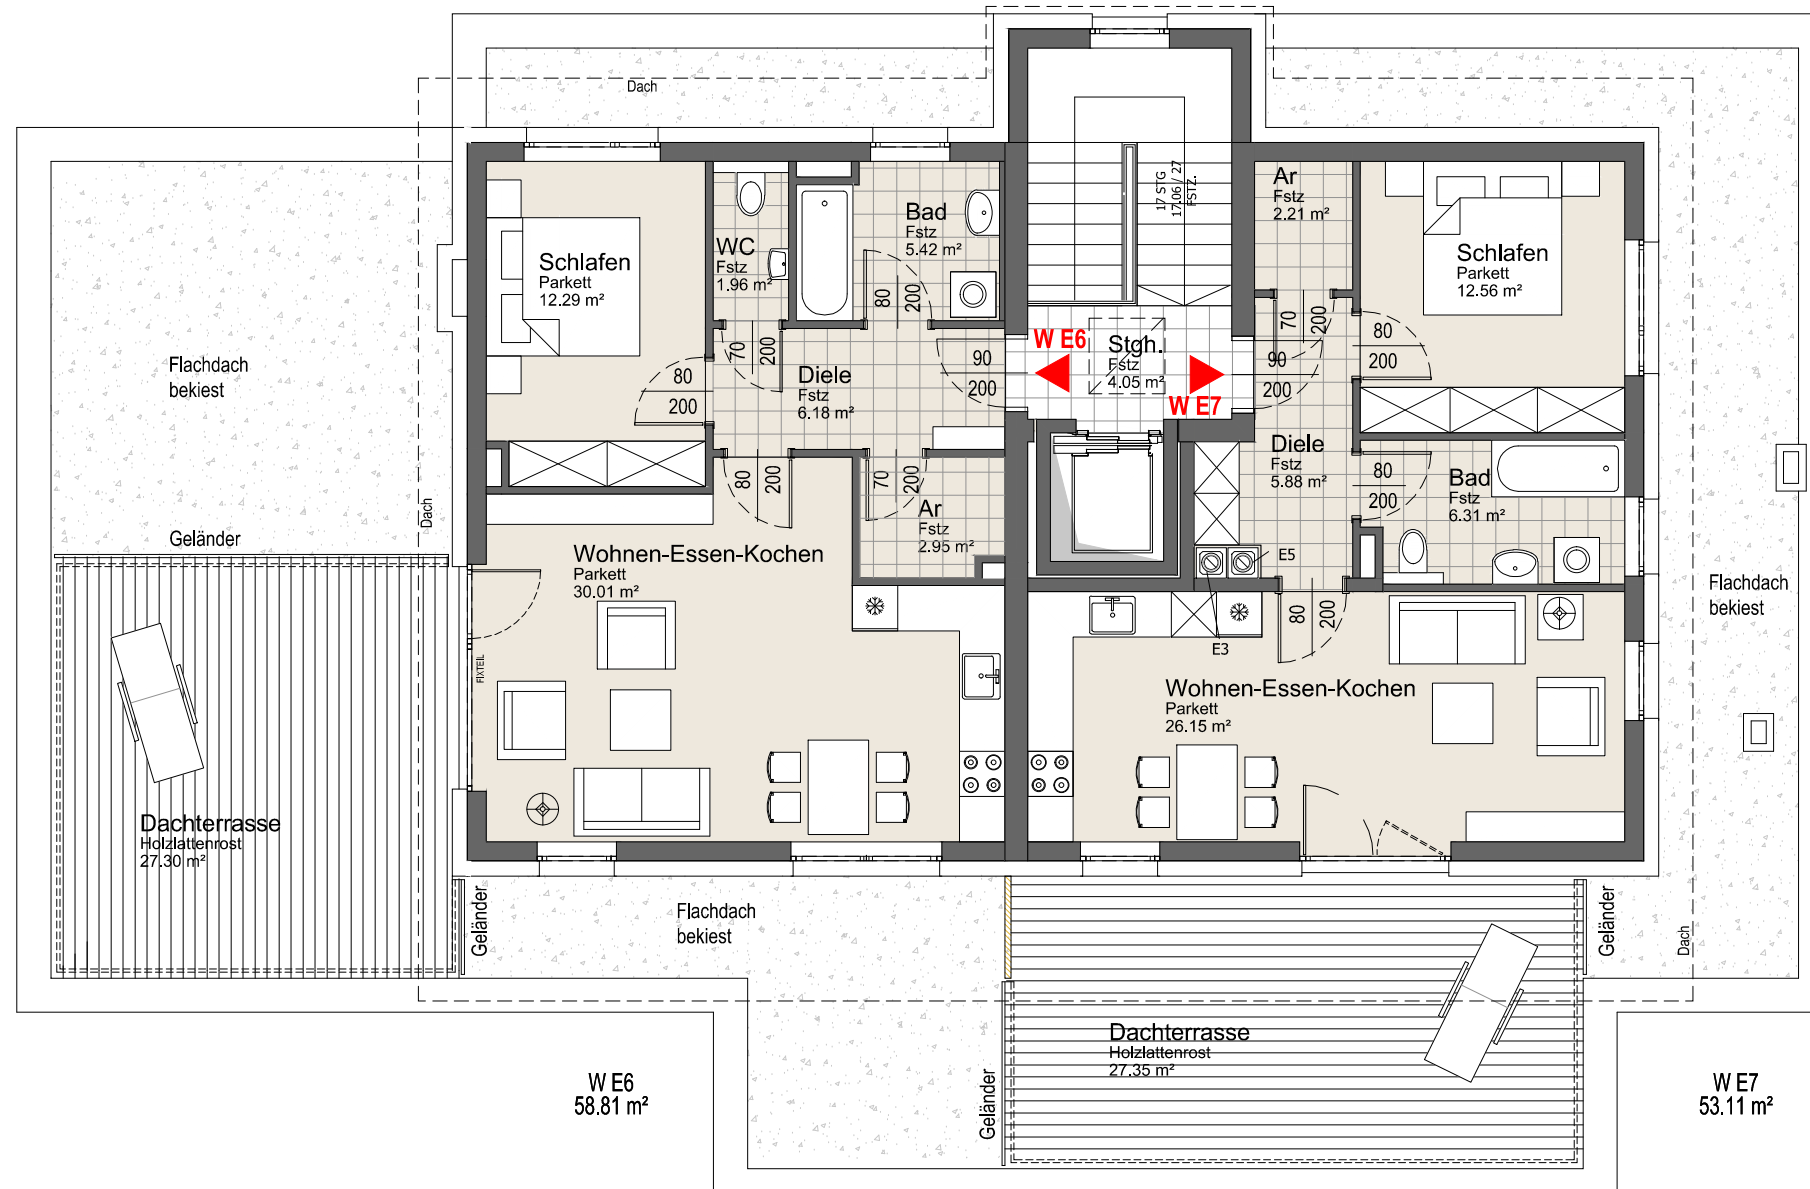 Dach
17 STG
17.06 / 27
FSTZ.
Ar
Fstz
2.21 m²
Bad
Fstz
5.42 m²
WC
Fstz
1.96 m²
Schlafen
Parkett
12.29 m²
Schlafen
Parkett
12.56 m²
80
200
70
200
80
200
70
200
W E6
Stgh.
Fstz
4.05 m²
W E7
90
200
90
200
80
200
Flachdach
bekiest
Diele
Fstz
6.18 m²
Diele
Fstz
5.88 m²
80
200
70
200
80
200
Bad
Fstz
6.31 m²
Dach
Ar
Fstz
2.95 m²
Geländer
Wohnen-Essen-Kochen
Parkett
30.01 m²
E5
E3
80
200
Flachdach
bekiest
FIXTEIL
Wohnen-Essen-Kochen
Parkett
26.15 m²
Dachterrasse
Holzlattenrost
27.30 m²
Geländer
Flachdach
bekiest
Geländer
Dach
Dachterrasse
Holzlattenrost
27.35 m²
Geländer
W E6
58.81 m²
W E7
53.11 m²